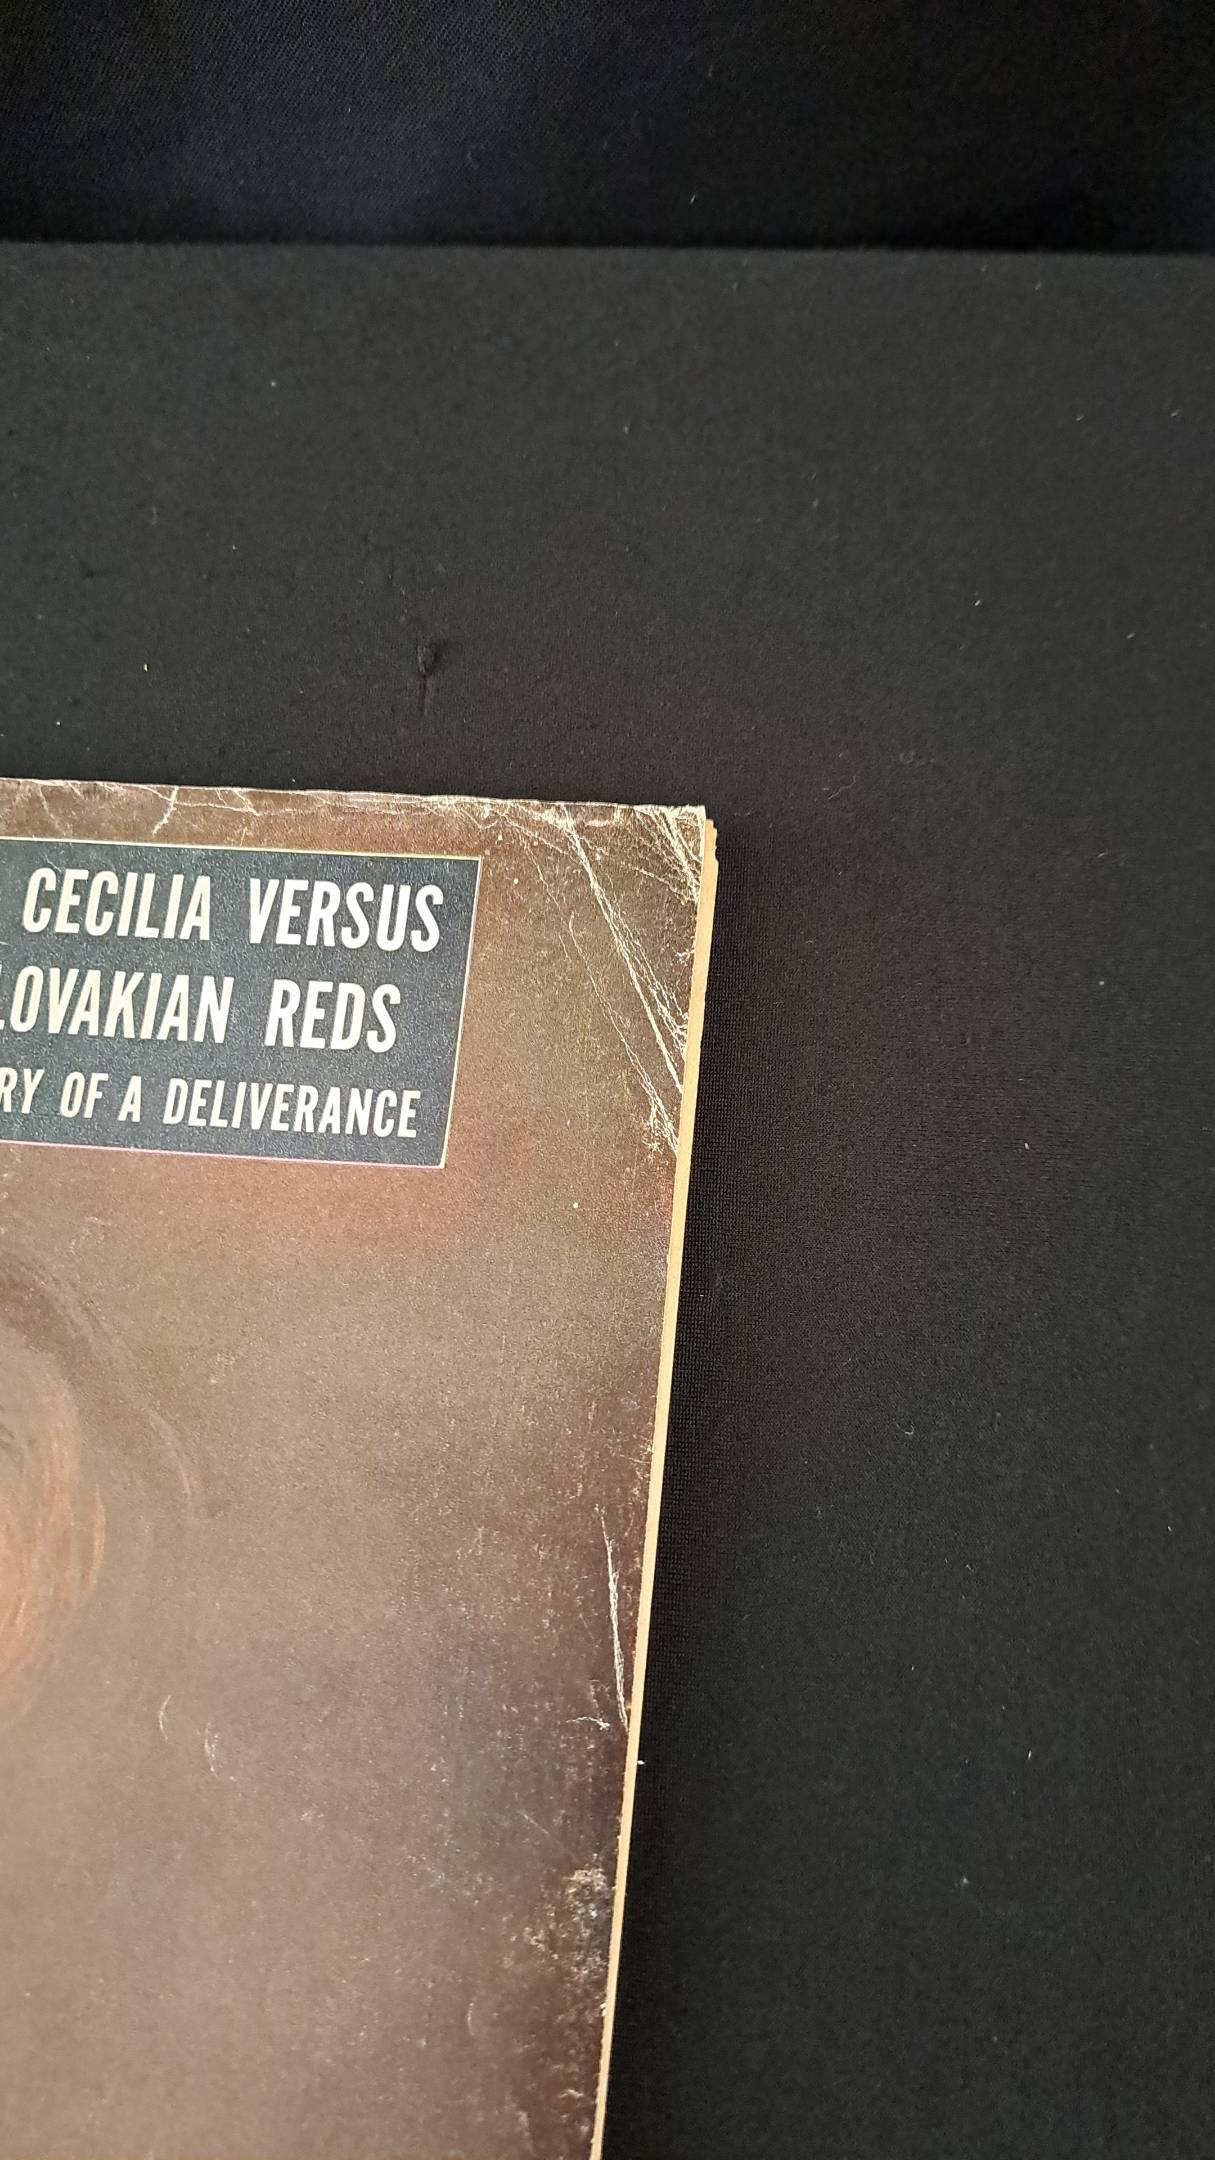 CECILIA VERSUS
LOVAKIAN REDS
RY OF A DELIVERANCE